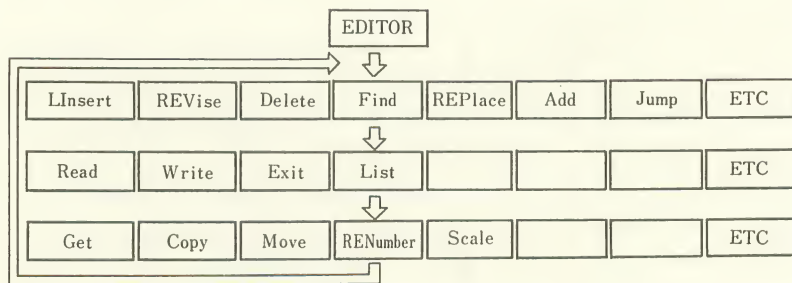 EDITOR
LInsert REVise Delete Find REPlace Add Jump ETC
Read Write Exit List ETC
Get Copy Move RENumber Scale ETC